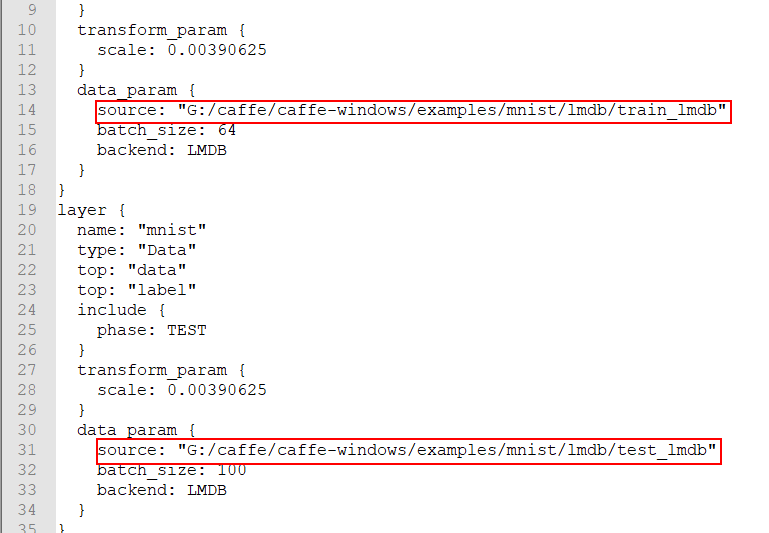 9 }
10 transform_param {
11 scale: 0.00390625
12 }
13 data_param {
14 source: "G:/caffe/caffe-windows/examples/mnist/lmdb/train_lmdb"
15 batch_size: 64
16 backend: LMDB
17 }
18 }
19 layer {
20 name: "mnist"
21 type: "Data"
22 top: "data"
23 top: "label"
24 include {
25 phase: TEST
26 }
27 transform_param {
28 scale: 0.00390625
29 }
30 data_param {
31 source: "G:/caffe/caffe-windows/examples/mnist/lmdb/test_lmdb"
32 batch_size: 100
33 backend: LMDB
34 }
35 }